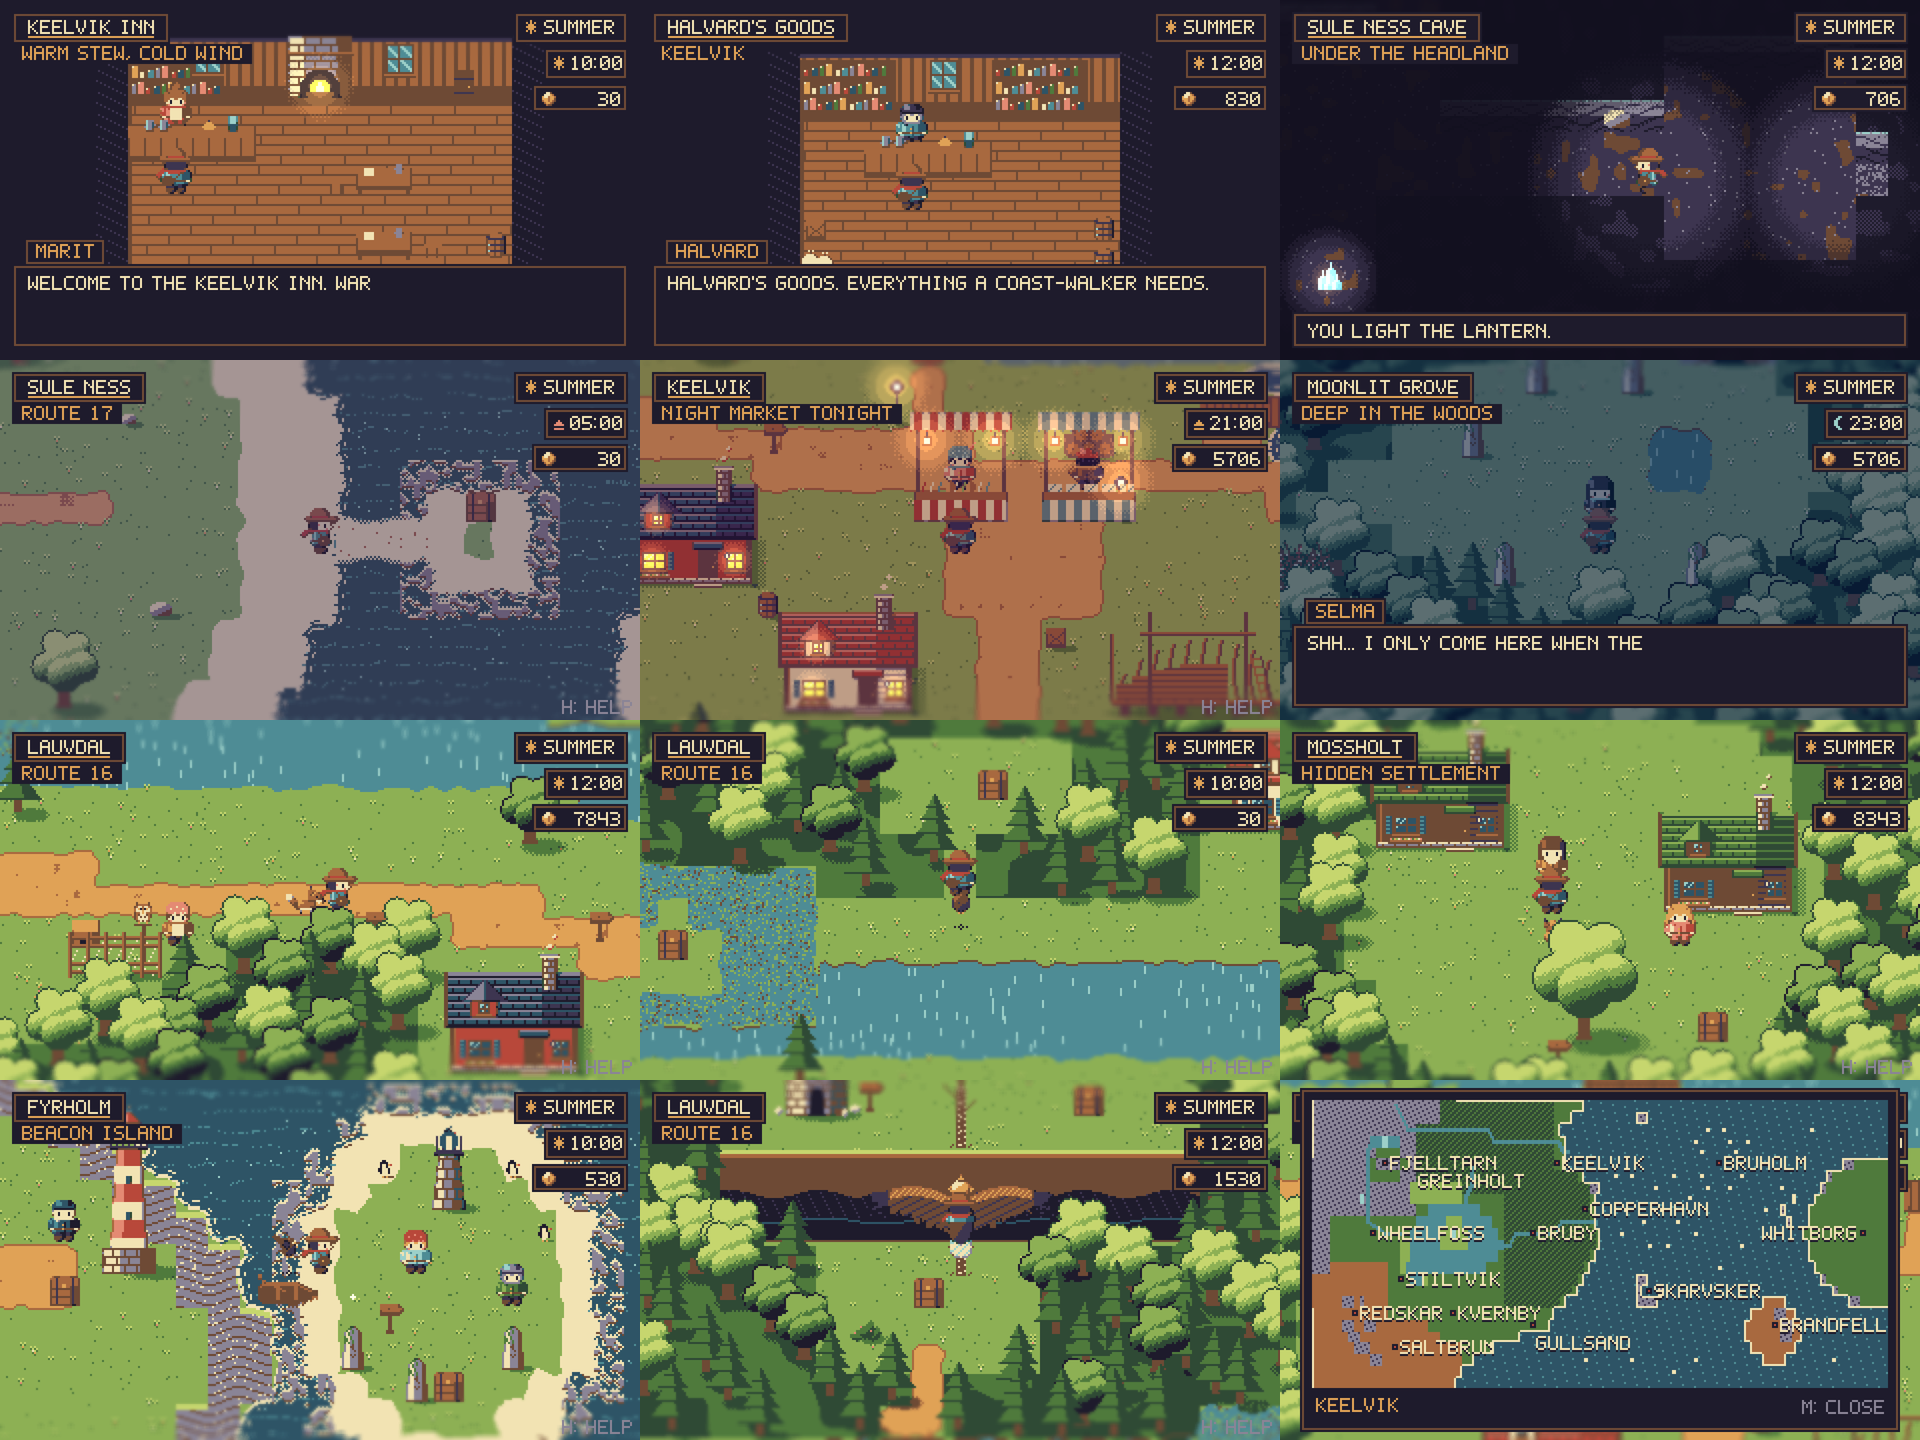 KEELVIK INN
WARM STEW, COLD WIND
SUMMER
10:00
30
MARIT
WELCOME TO THE KEELVIK INN. WAR
HALVARD'S GOODS
KEELVIK
SUMMER
12:00
830
HALVARD
HALVARD'S GOODS. EVERYTHING A COAST-WALKER NEEDS.
SULE NESS CAVE
UNDER THE HEADLAND
SUMMER
12:00
706
YOU LIGHT THE LANTERN.
SULE NESS
ROUTE 17
SUMMER
05:00
30
H: HELP
KEELVIK
NIGHT MARKET TONIGHT
SUMMER
21:00
5706
H: HELP
MOONLIT GROVE
DEEP IN THE WOODS
SUMMER
23:00
5706
SELMA
SHH... I ONLY COME HERE WHEN THE
LAUVDAL
ROUTE 16
SUMMER
12:00
7843
H: HELP
LAUVDAL
ROUTE 16
SUMMER
10:00
30
H: HELP
MOSSHOLT
HIDDEN SETTLEMENT
SUMMER
12:00
8343
H: HELP
FYRHOLM
BEACON ISLAND
SUMMER
10:00
530
H: HELP
LAUVDAL
ROUTE 16
SUMMER
12:00
1530
H: HELP
FJELLTARN
KEELVIK
BRUHOLM
GREINHOLT
COPPERHAVN
WHEELFOSS
BRUBY
WHITBORG
STILTVIK
SKARVSKER
REDSKAR
KVERNBY
BRANDFELL
SALTBRUN
GULLSAND
KEELVIK
M: CLOSE